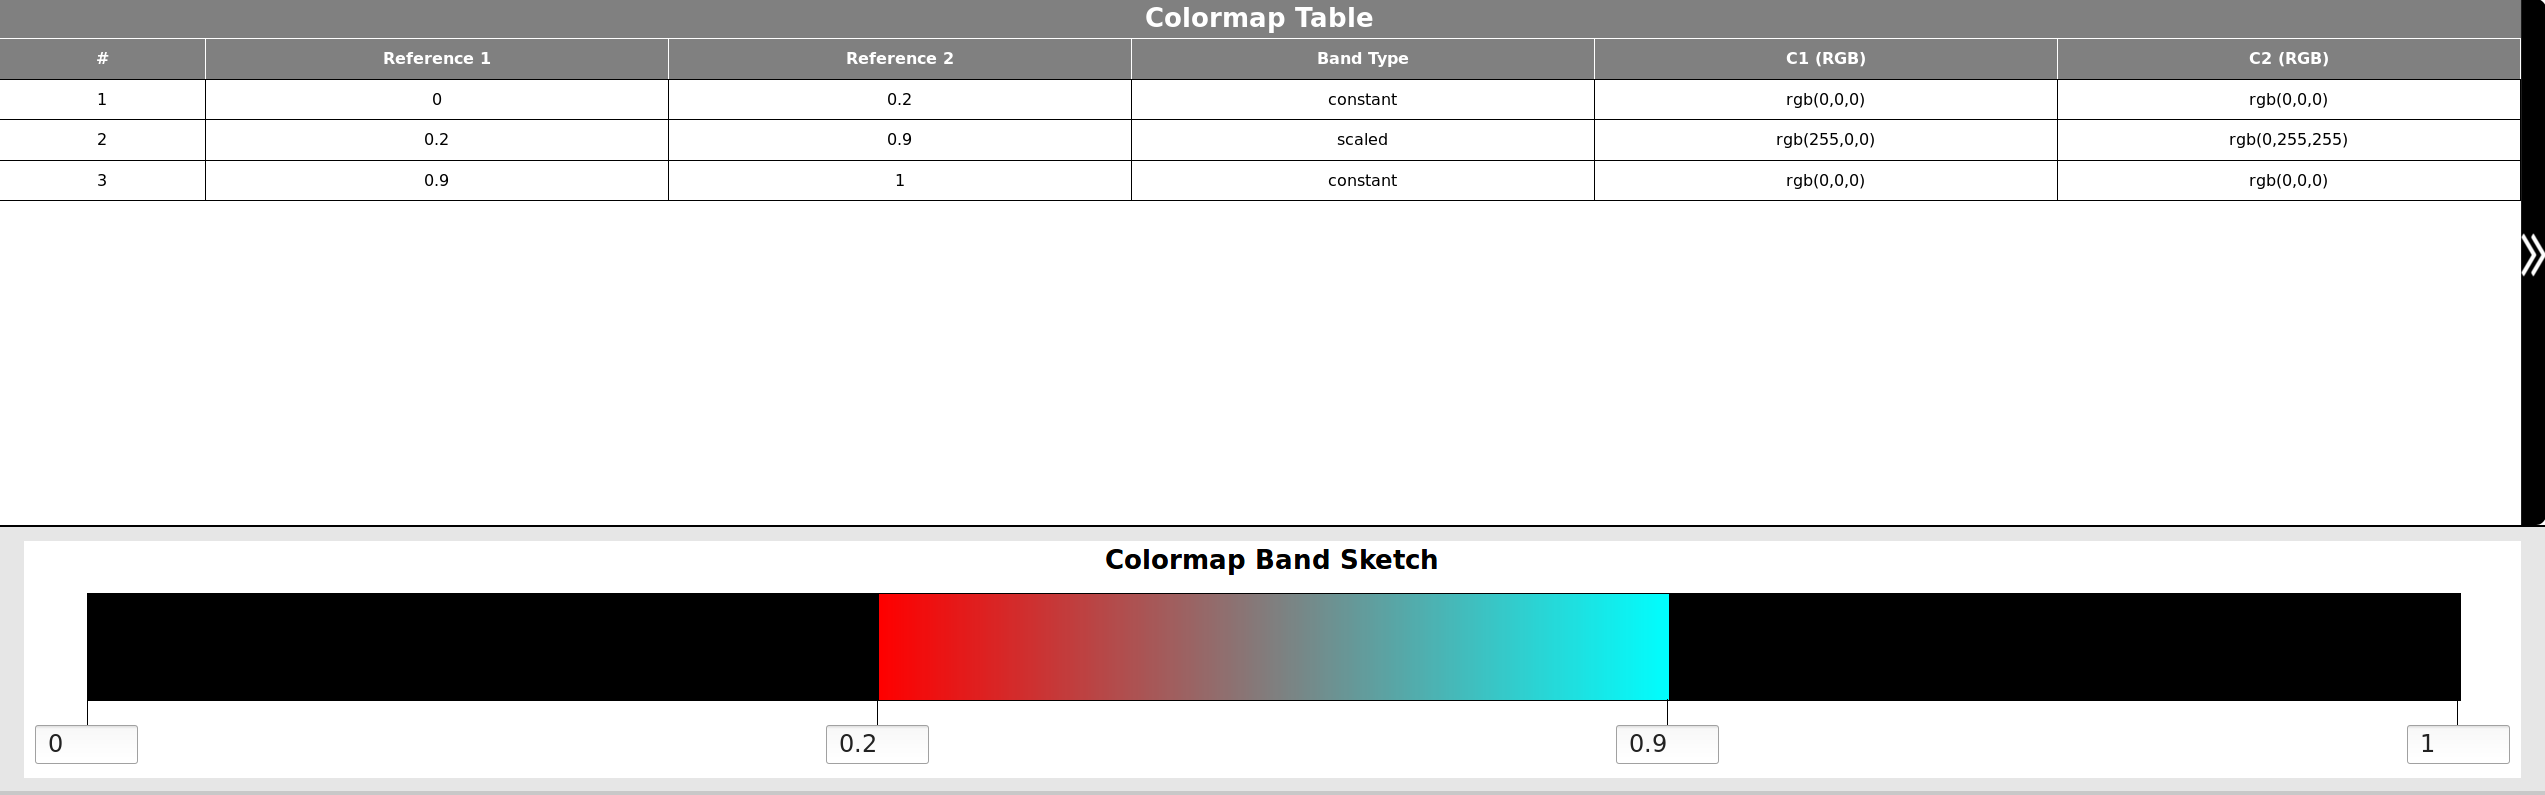 Colormap Table
# Reference 1 Reference 2 Band Type C1 (RGB) C2 (RGB)
1 0 0.2 constant rgb(0,0,0) rgb(0,0,0)
2 0.2 0.9 scaled rgb(255,0,0) rgb(0,255,255)
3 0.9 1 constant rgb(0,0,0) rgb(0,0,0)
Colormap Band Sketch
0 0.2 0.9 1